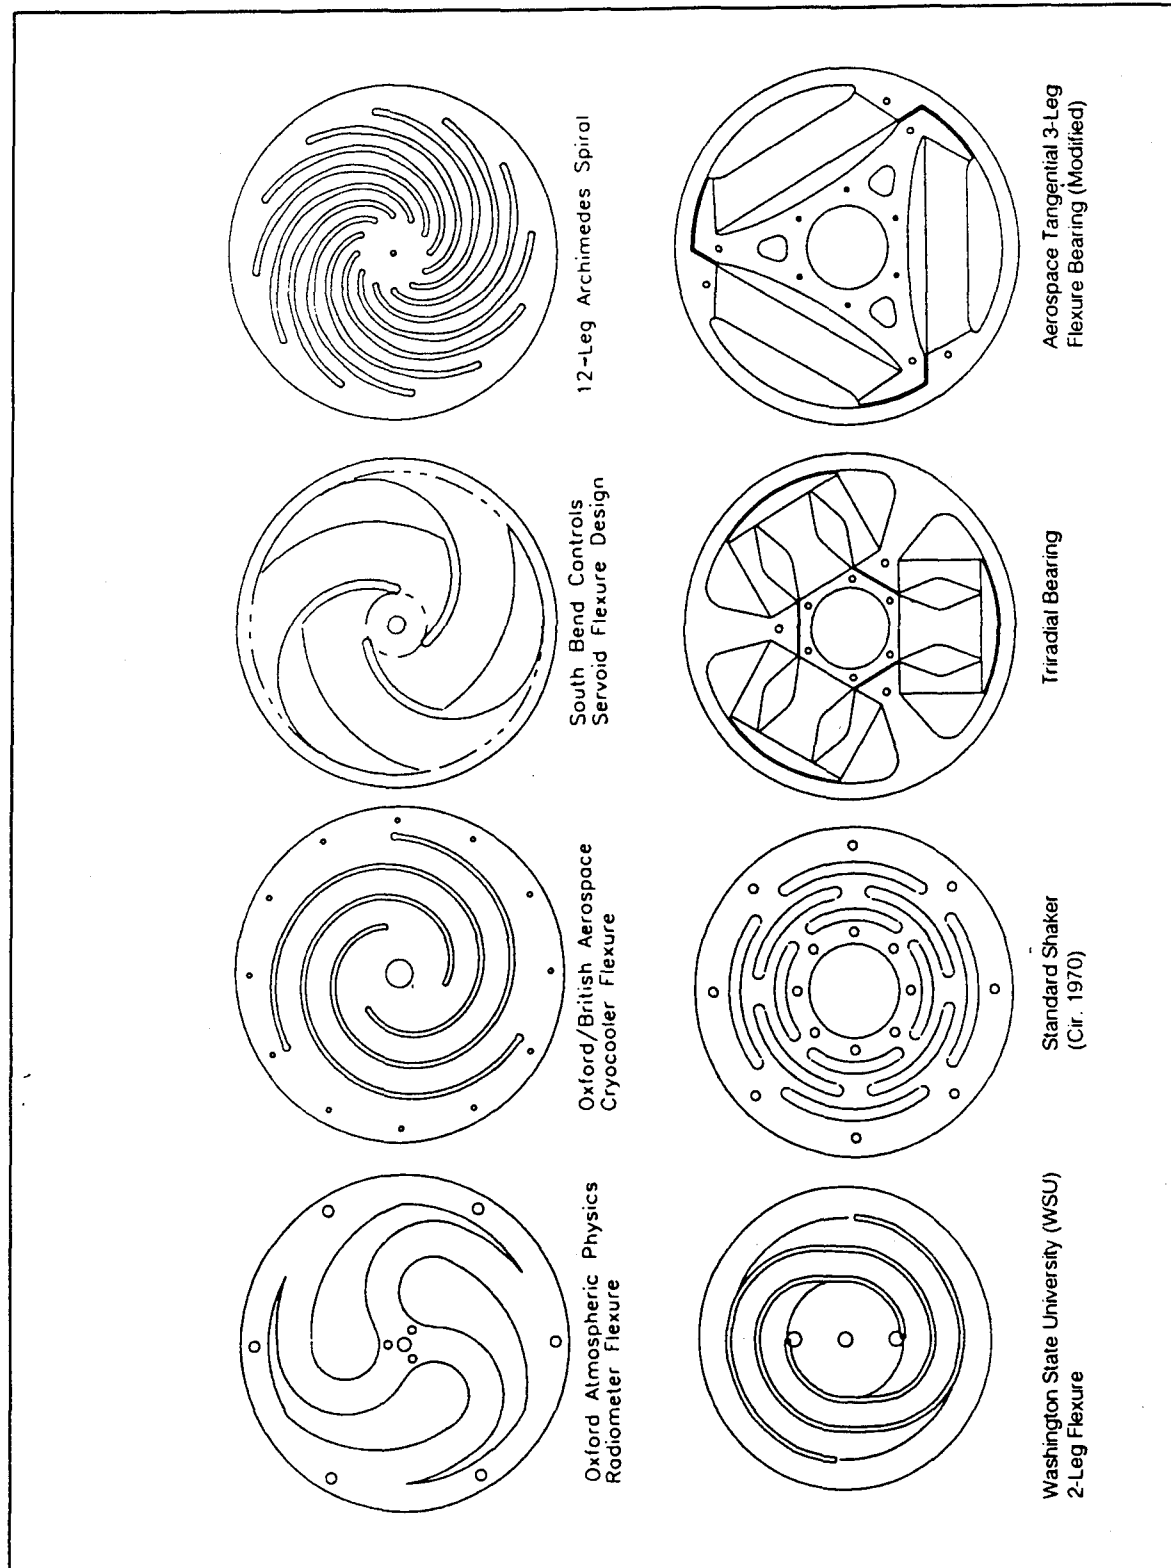 Oxford Atmospheric Physics
Radiometer Flexure
Oxford/British Aerospace
Cryocooler Flexure
South Bend Controls
Servoid Flexure Design
12-Leg Archimedes Spiral
Washington State University (WSU)
2-Leg Flexure
Standard Shaker
(Cir. 1970)
Triradial Bearing
Aerospace Tangential 3-Leg
Flexure Bearing (Modified)